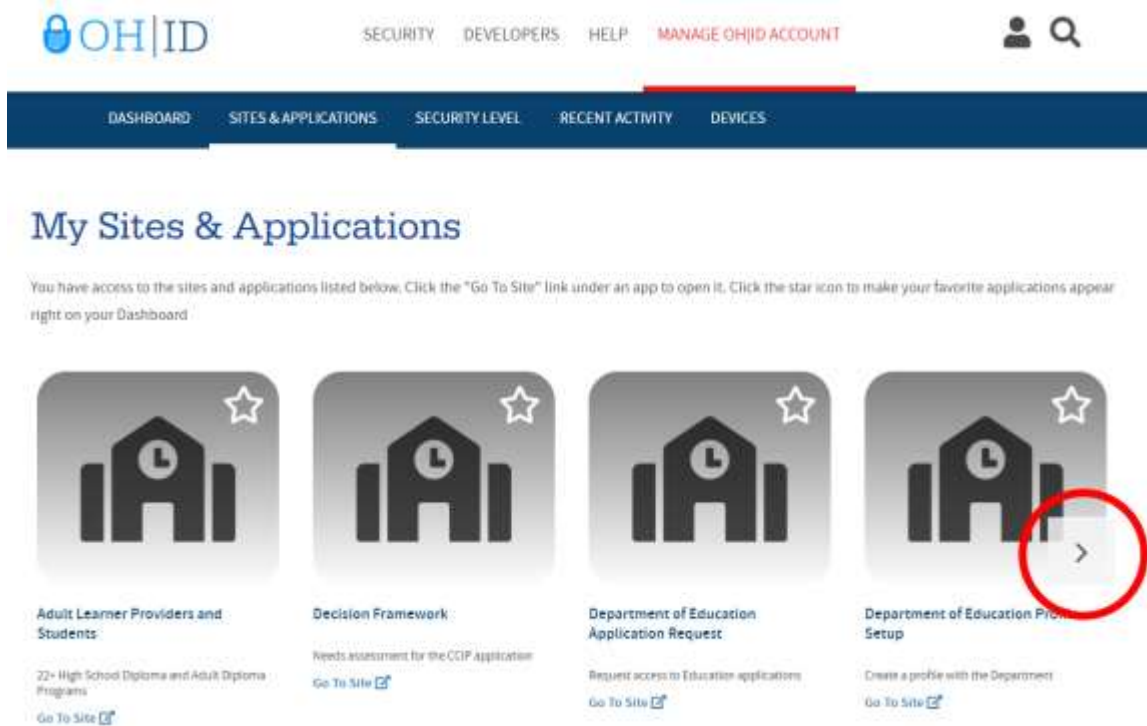 OH|ID
SECURITY DEVELOPERS HELP MANAGE OH|ID ACCOUNT
DASHBOARD SITES & APPLICATIONS SECURITY LEVEL RECENT ACTIVITY DEVICES
My Sites & Applications
You have access to the sites and applications listed below. Click the "Go To Site" link under an app to open it. Click the star icon to make your favorite applications appear
right on your Dashboard
Adult Learner Providers and
Students
22+ High School Diploma and Adult Diploma
Programs
Go To Site
Decision Framework
Needs assessment for the CCIP application
Go To Site
Department of Education
Application Request
Request access to Education applications
Go To Site
Department of Education Profile
Setup
Create a profile with the Department
Go To Site